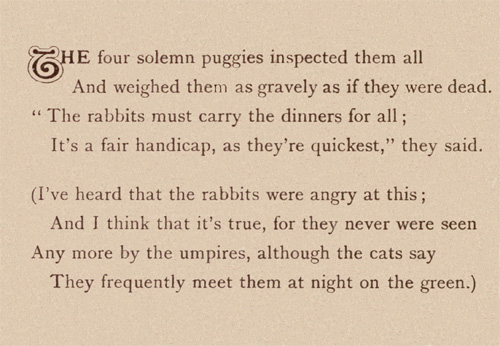 THE four solemn puggies inspected them all
And weighed them as gravely as if they were dead.
“ The rabbits must carry the dinners for all ;
It’s a fair handicap, as they’re quickest,” they said.
(I’ve heard that the rabbits were angry at this ;
And I think that it’s true, for they never were seen
Any more by the umpires, although the cats say
They frequently meet them at night on the green.)